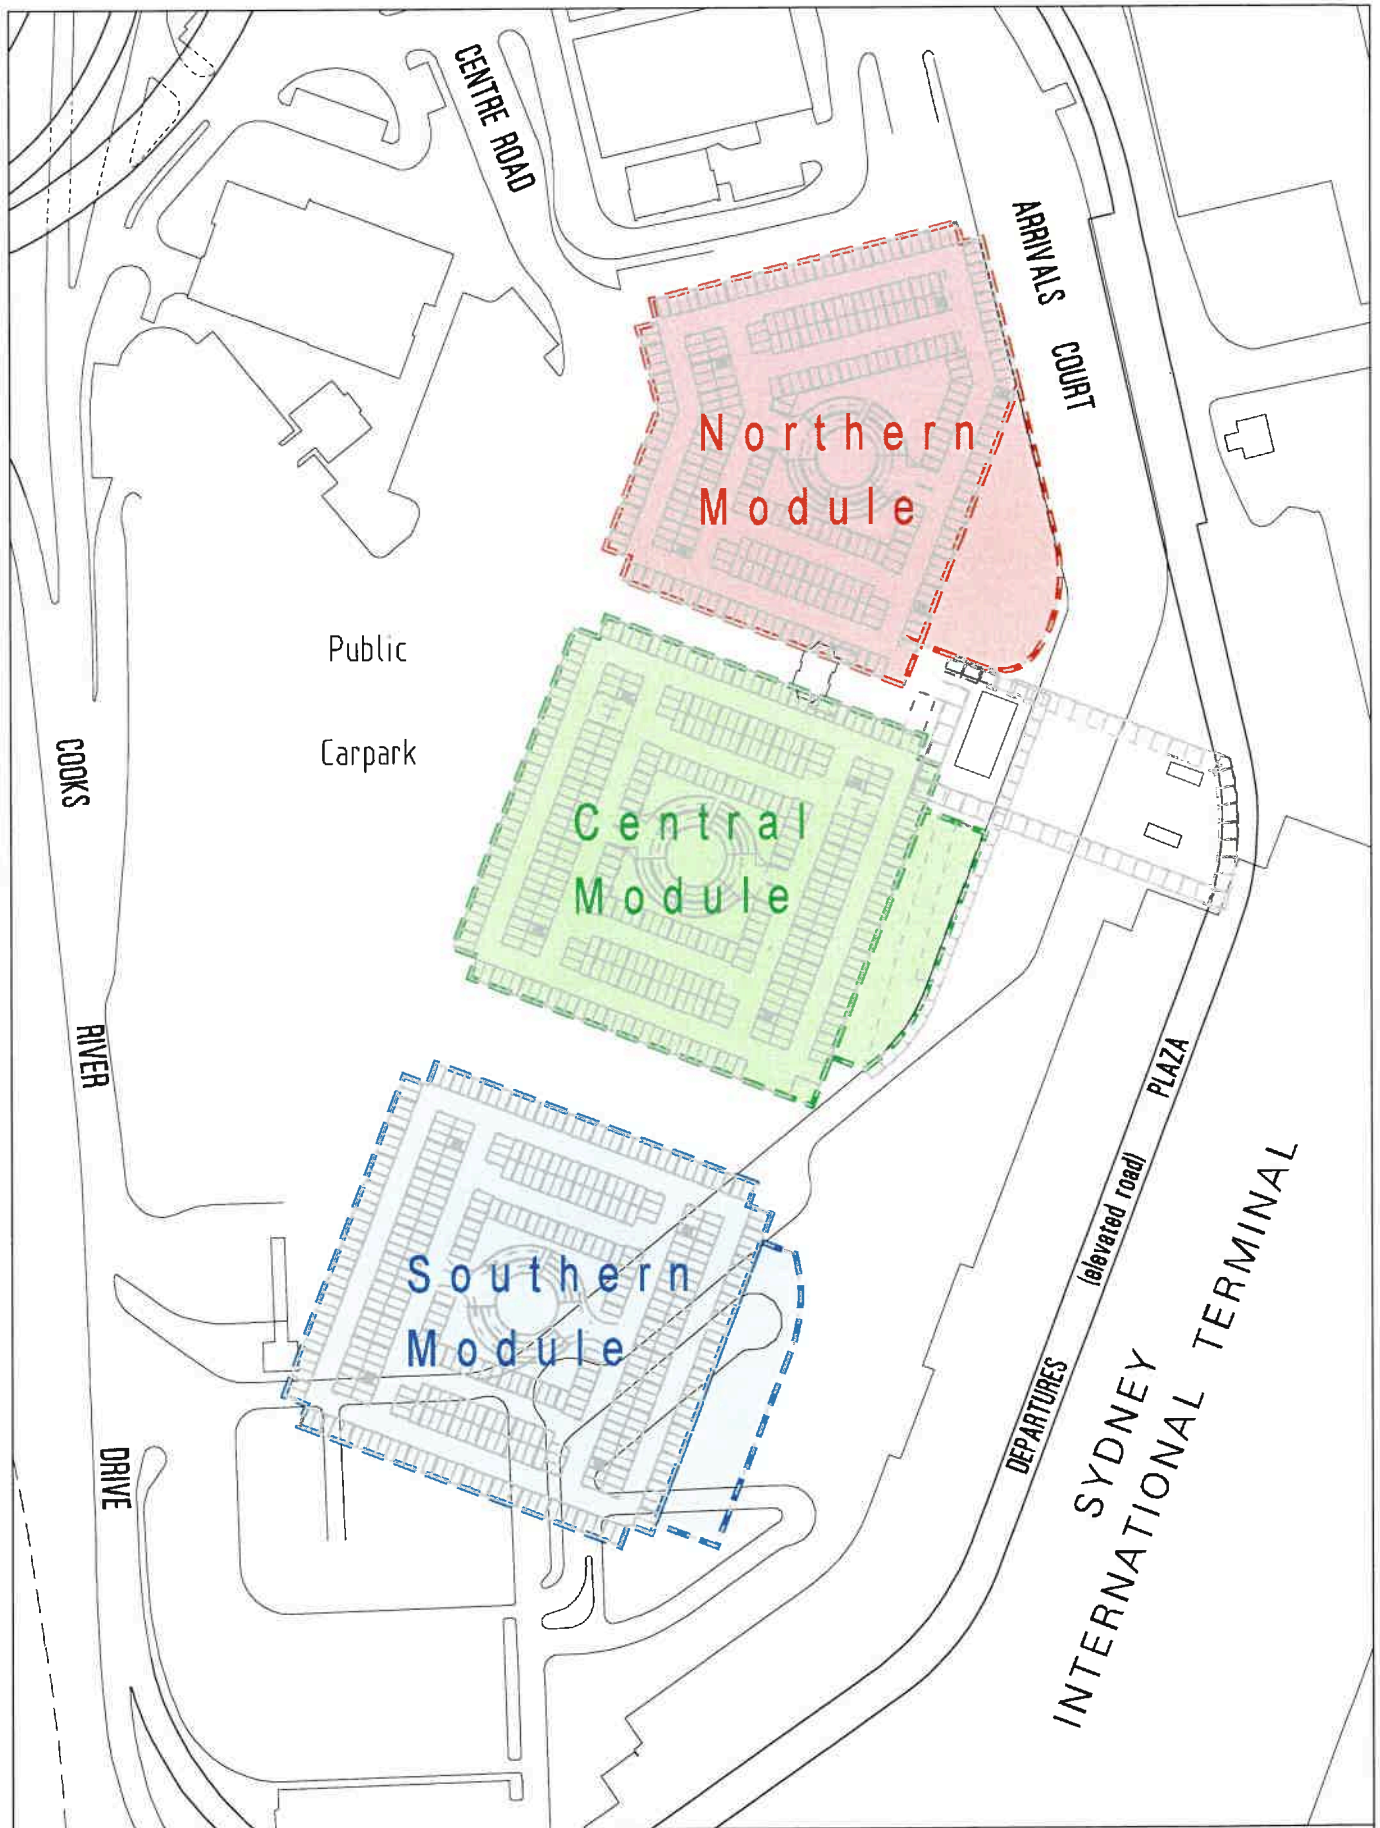 CENTRE ROAD
ARRIVALS COURT
Northern
Module
Public
Carpark
COOKS
RIVER
DRIVE
Central
Module
Southern
Module
DEPARTURES (elevated road) PLAZA
SYDNEY
INTERNATIONAL TERMINAL